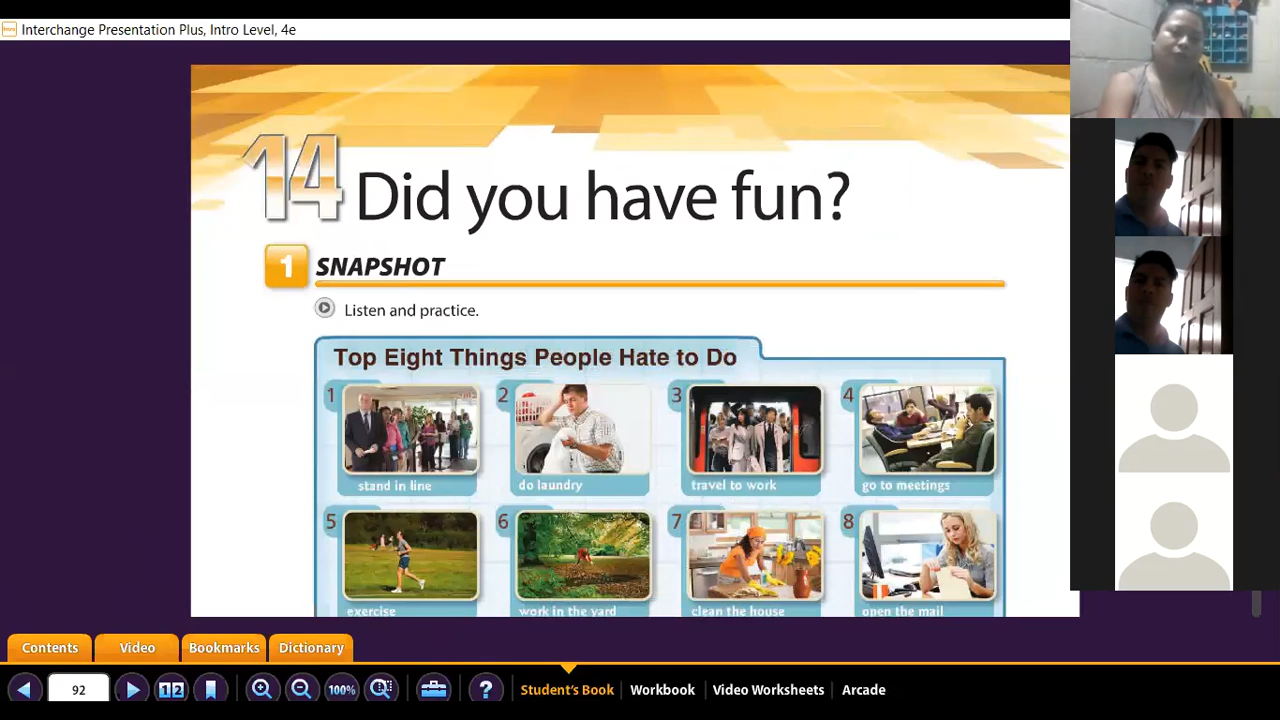 Interchange Presentation Plus, Intro Level, 4e
14 Did you have fun?
1 SNAPSHOT
Listen and practice.
Top Eight Things People Hate to Do
1 2 3 4
stand in line do laundry travel to work go to meetings
5 6 7 8
exercise work in the yard clean the house open the mail
Contents Video Bookmarks Dictionary
92 12 100% ? Student's Book Workbook Video Worksheets Arcade